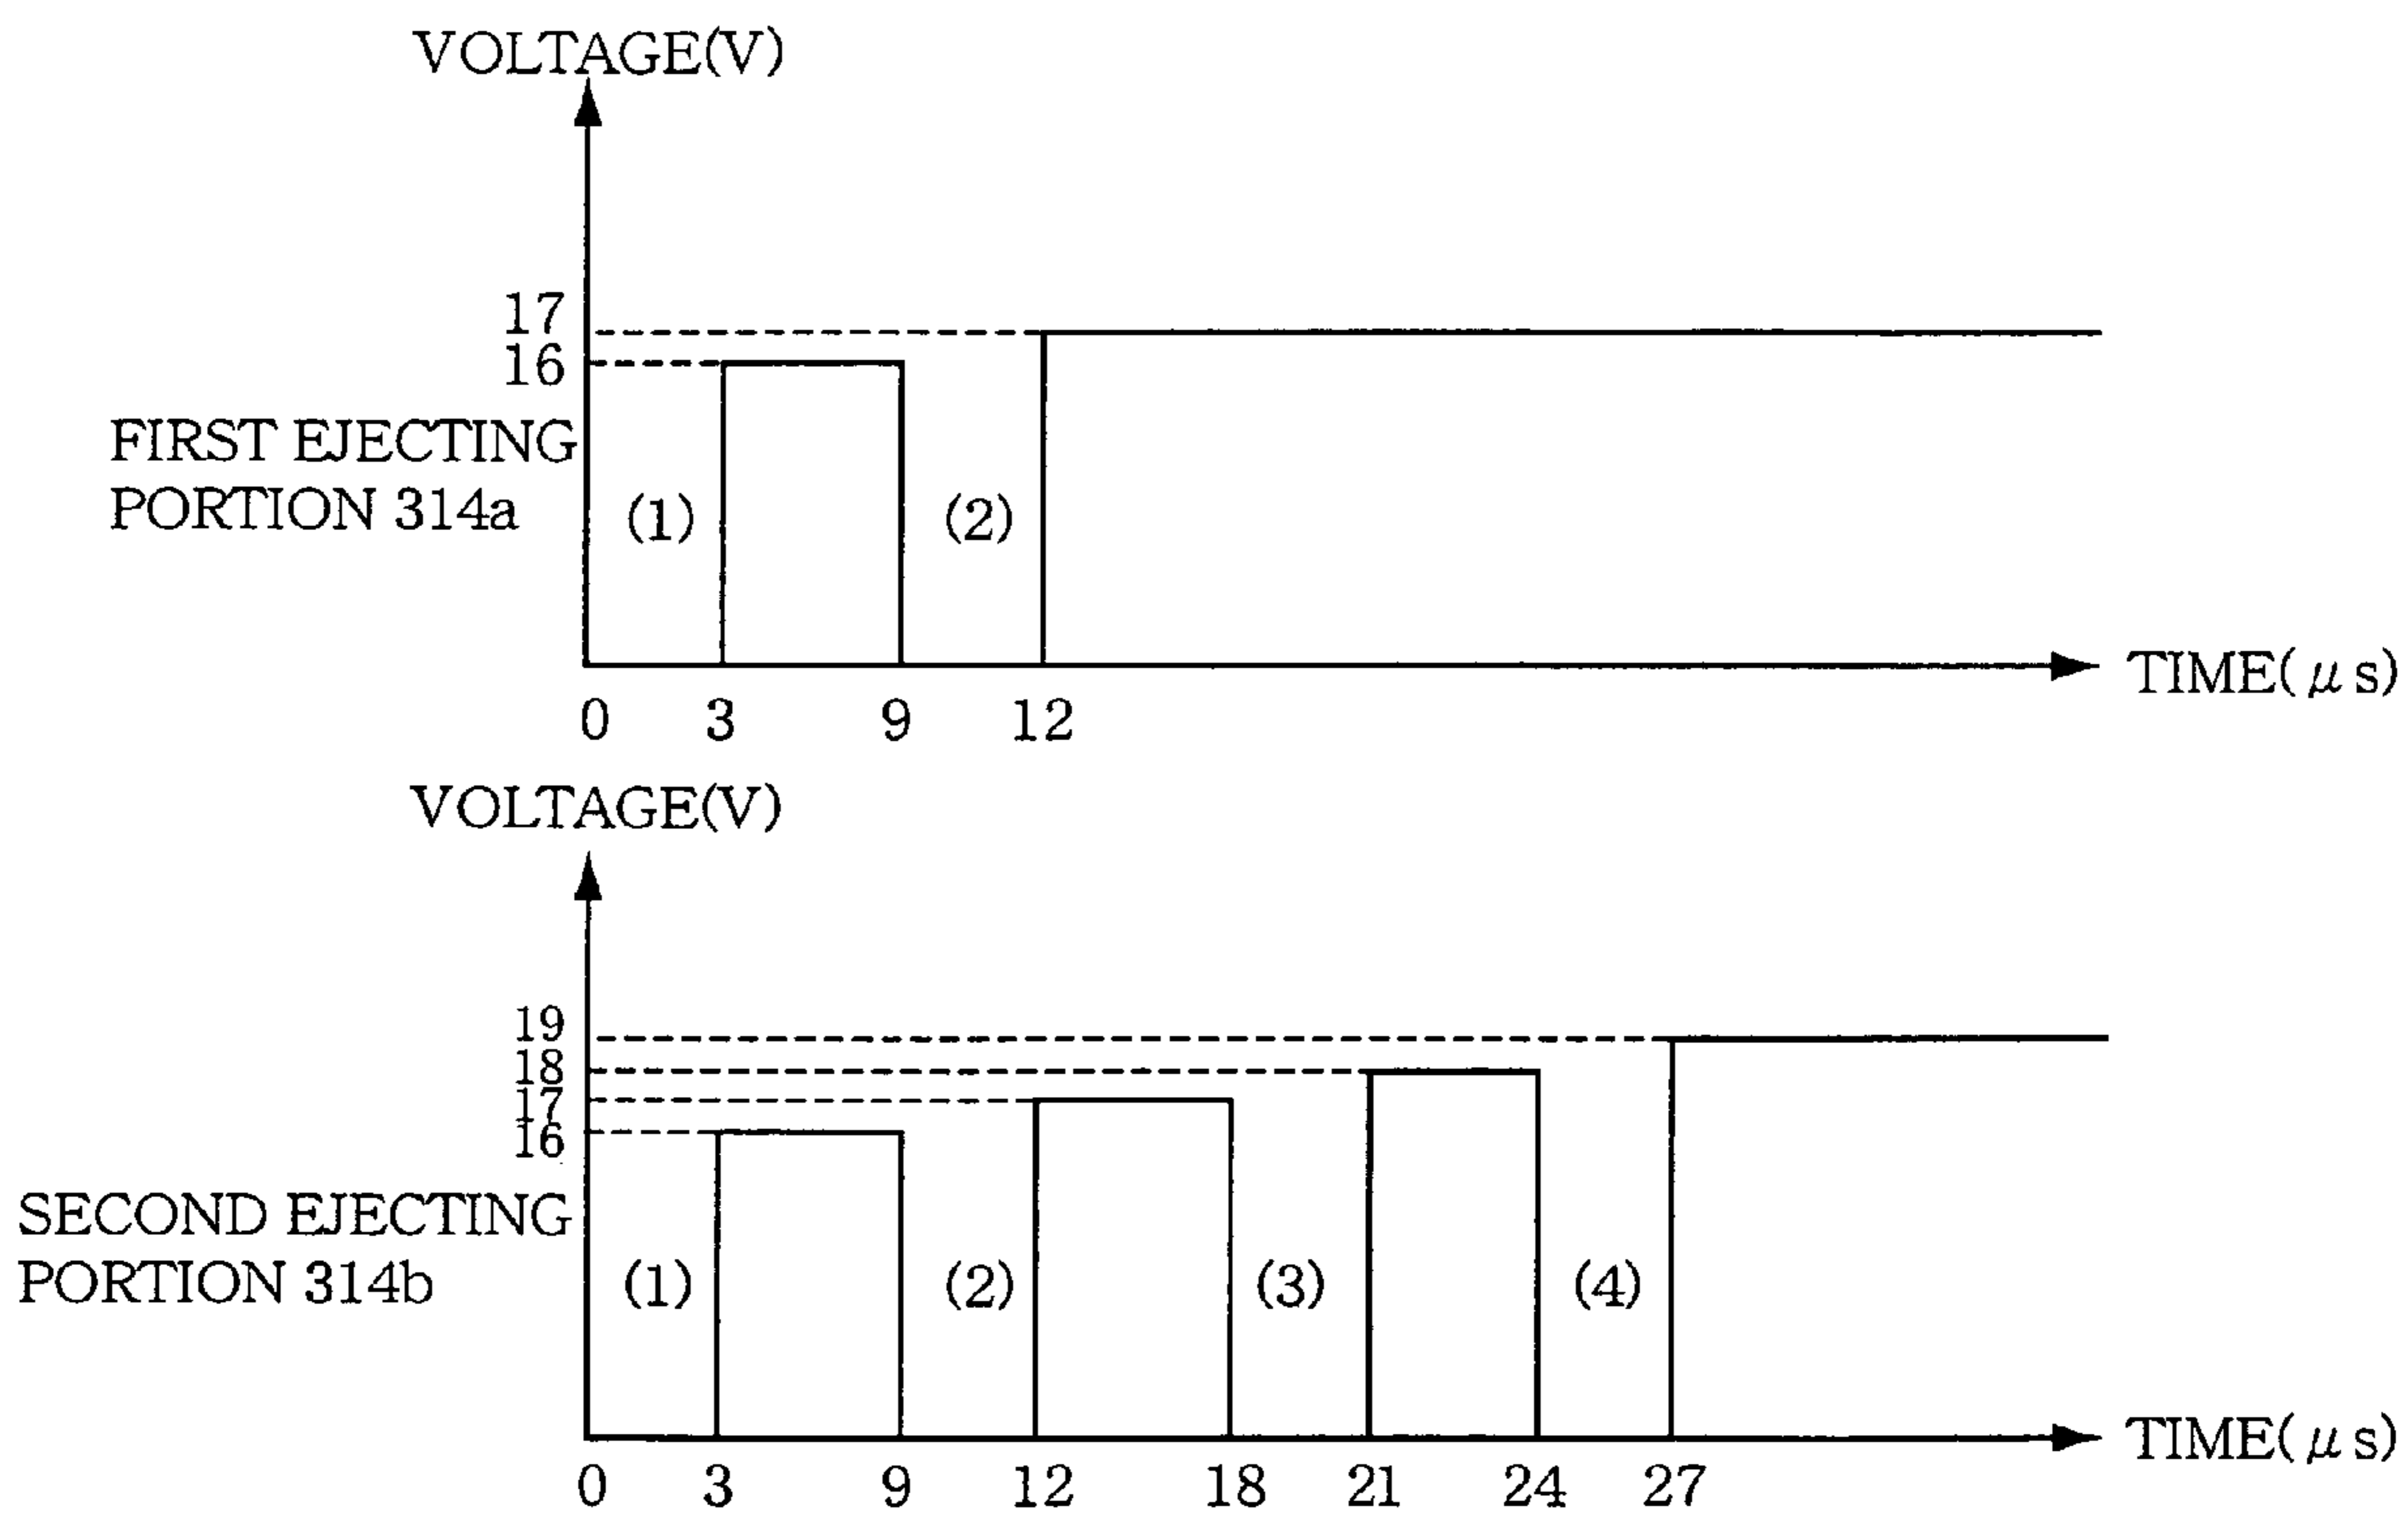 VOLTAGE(V)
17
16
FIRST EJECTING
PORTION 314a
(1) (2)
TIME(μs)
0 3 9 12
VOLTAGE(V)
19
18
17
16
SECOND EJECTING
PORTION 314b
(1) (2) (3) (4)
TIME(μs)
0 3 9 12 18 21 24 27